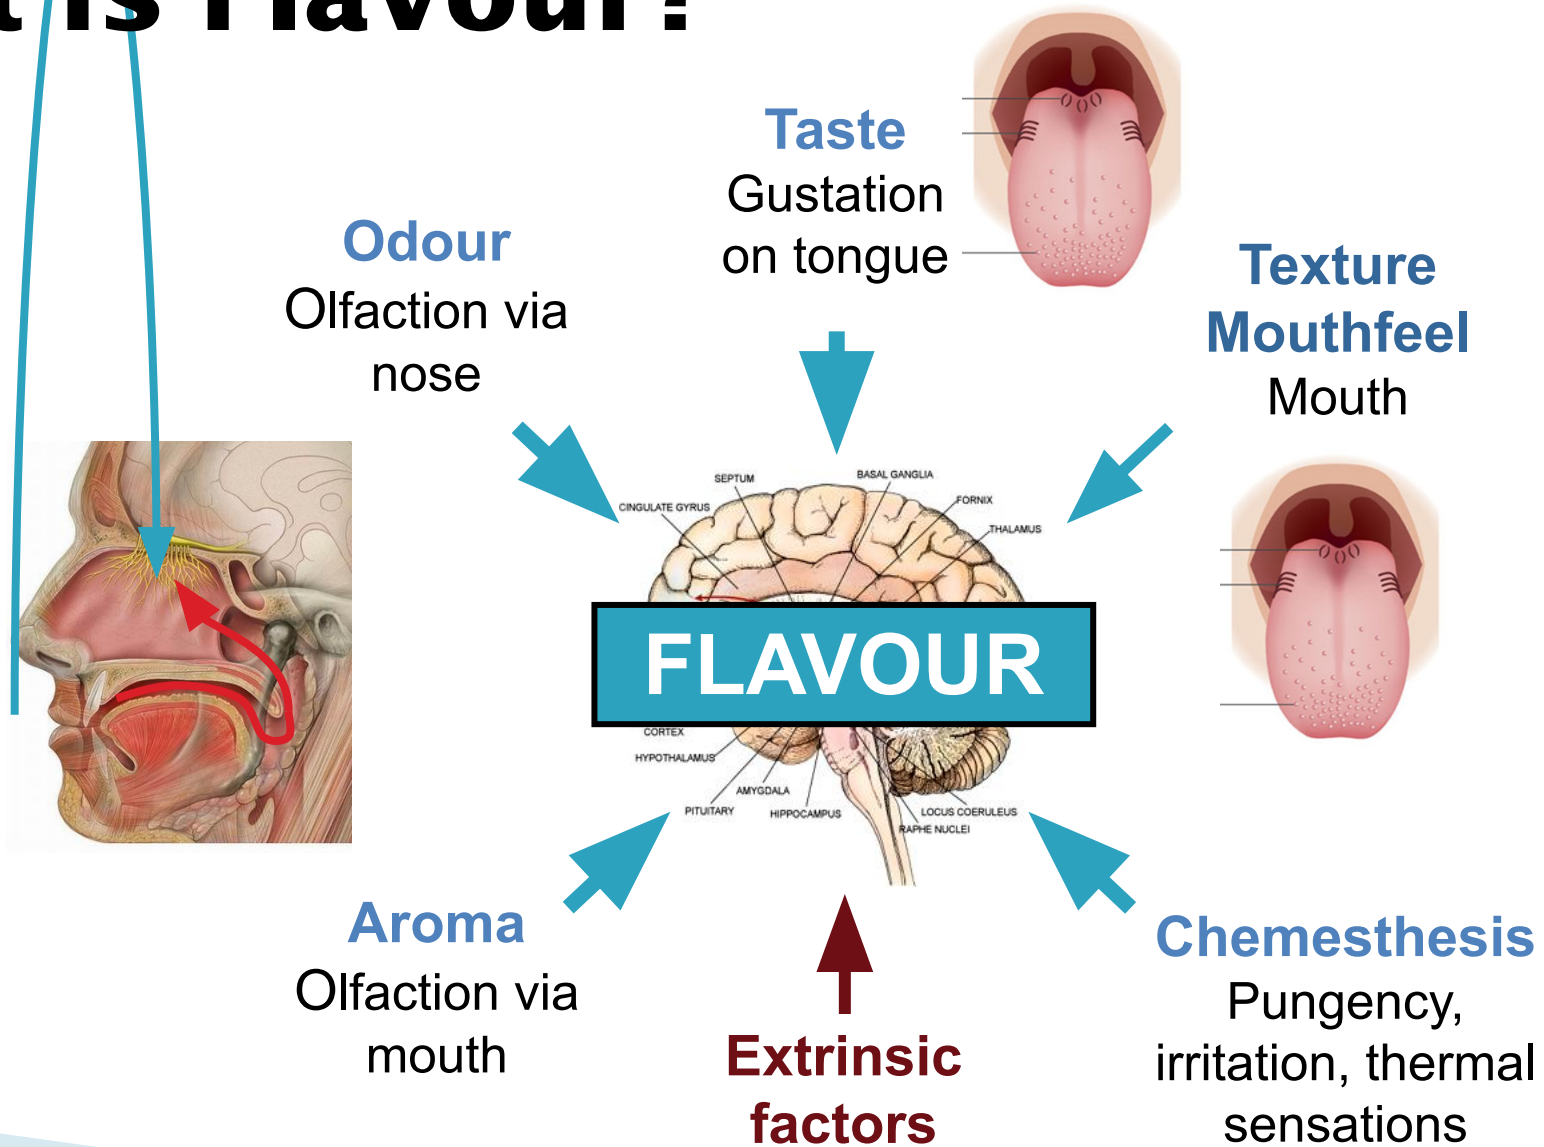 t is Flavour?
Taste
Gustation
on tongue
Odour
Olfaction via
nose
Texture
Mouthfeel
Mouth
SEPTUM
BASAL GANGLIA
CINGULATE GYRUS
FORNIX
THALAMUS
FLAVOUR
CORTEX
HYPOTHALAMUS
AMYGDALA
PITUITARY
HIPPOCAMPUS
LOCUS COERULEUS
RAPHE NUCLEI
Aroma
Olfaction via
mouth
Extrinsic
factors
Chemesthesis
Pungency,
irritation, thermal
sensations